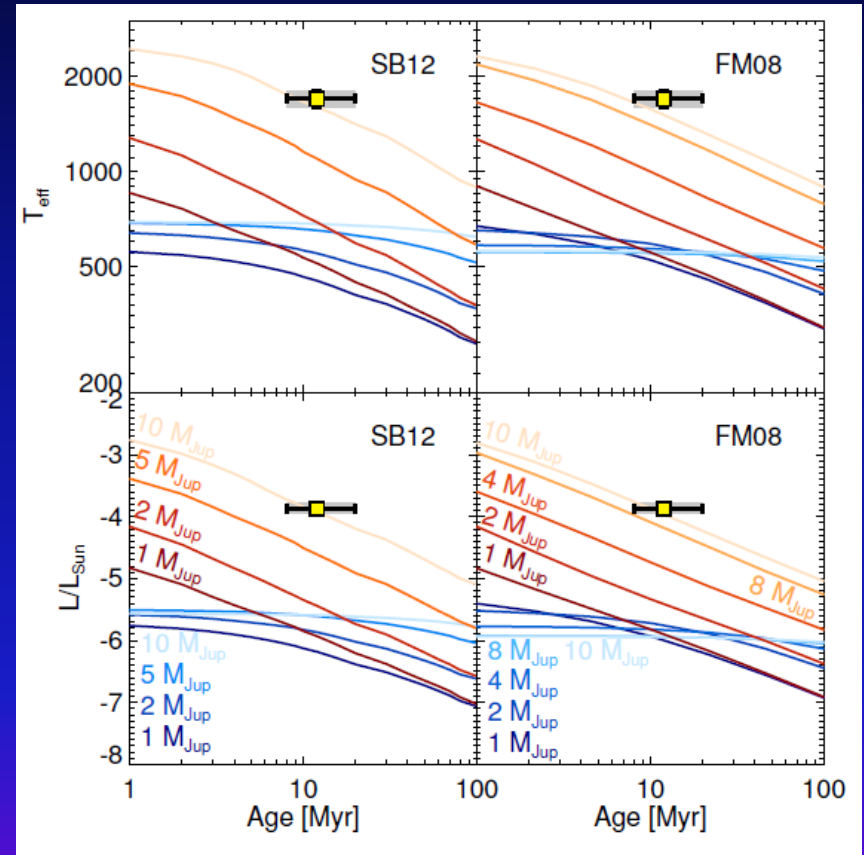 SB12
FM08
2000
1000
500
200
T_eff
SB12
FM08
-2
-3
-4
-5
-6
-7
-8
L/L_Sun
10 M_Jup
5 M_Jup
2 M_Jup
1 M_Jup
10 M_Jup
5 M_Jup
2 M_Jup
1 M_Jup
10 M_Jup
4 M_Jup
2 M_Jup
1 M_Jup
8 M_Jup
8 M_Jup 10 M_Jup
4 M_Jup
2 M_Jup
1 M_Jup
1 10 100 10 100
Age [Myr] Age [Myr]